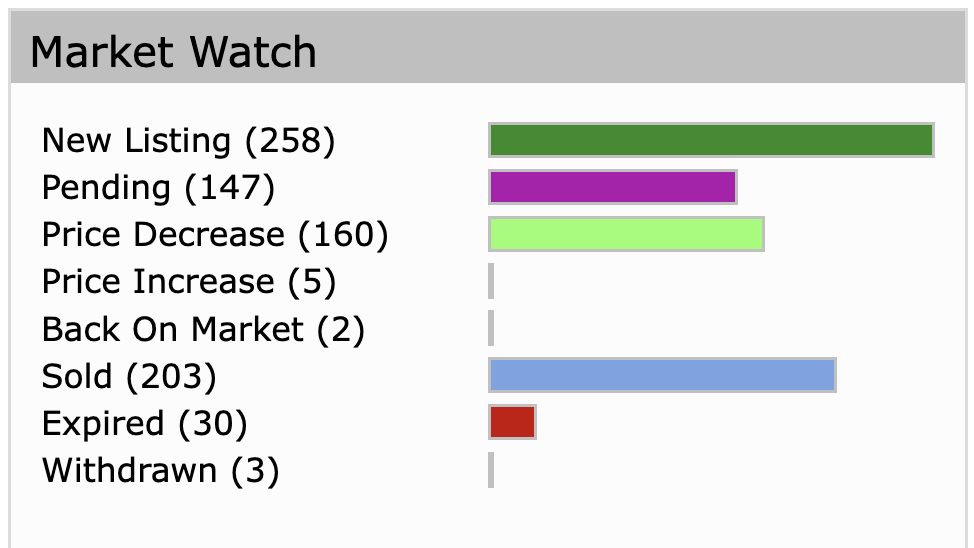 Market Watch
New Listing (258)
Pending (147)
Price Decrease (160)
Price Increase (5)
Back On Market (2)
Sold (203)
Expired (30)
Withdrawn (3)